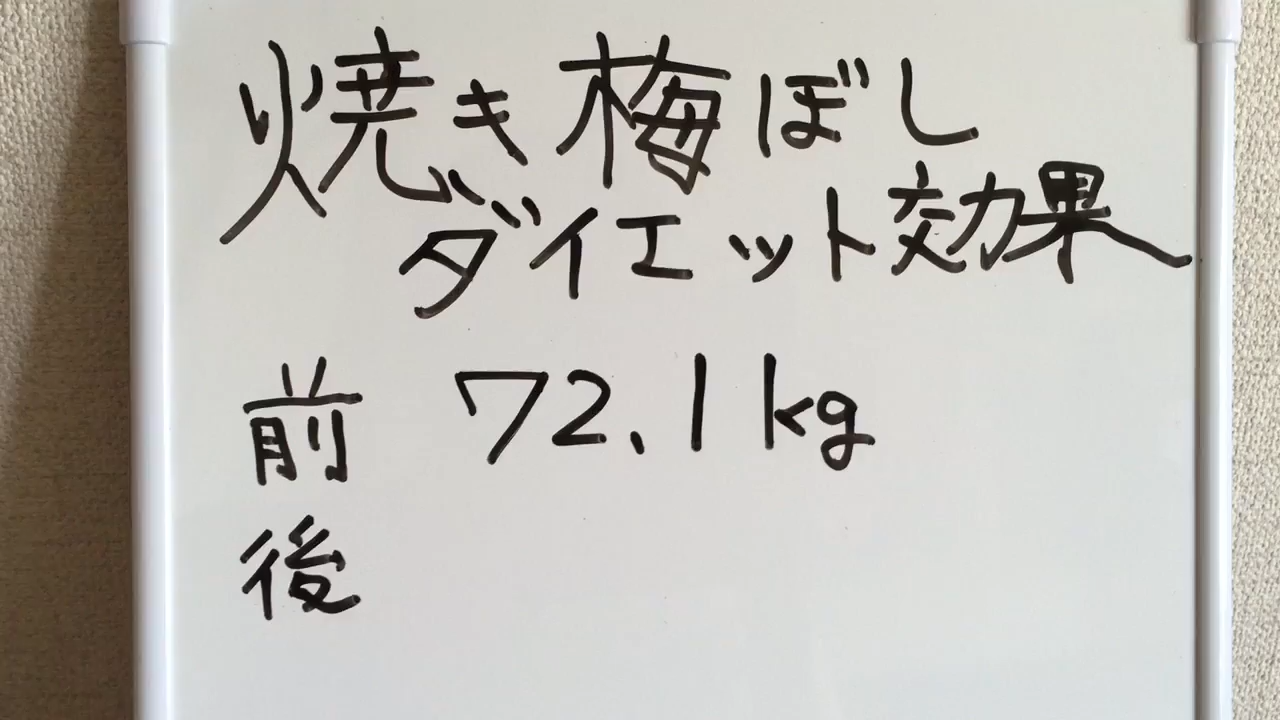 焼き梅ぼし
ダイエット効果
前 72.1kg
後